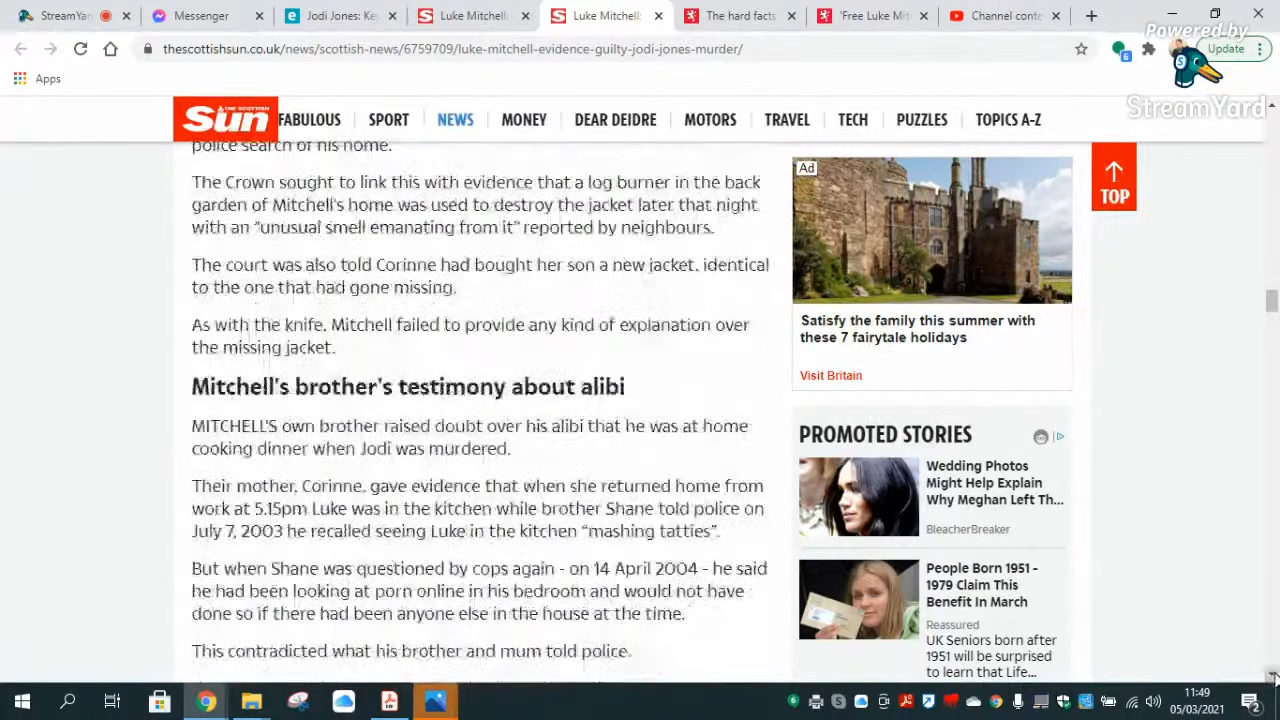 StreamYard
Messenger
Jodi Jones: Ke
Luke Mitchell
Luke Mitchell
The hard facts
'Free Luke Mit
Channel conte
Powered by
thescottishsun.co.uk/news/scottish-news/6759709/luke-mitchell-evidence-guilty-jodi-jones-murder/
6
Update
Apps
StreamYard
THE SCOTTISH
Sun
FABULOUS
SPORT
NEWS
MONEY
DEAR DEIDRE
MOTORS
TRAVEL
TECH
PUZZLES
TOPICS A-Z
police search of his home.
The Crown sought to link this with evidence that a log burner in the back
garden of Mitchell's home was used to destroy the jacket later that night
with an "unusual smell emanating from it" reported by neighbours.
The court was also told Corinne had bought her son a new jacket, identical
to the one that had gone missing.
As with the knife, Mitchell failed to provide any kind of explanation over
the missing jacket.
Mitchell's brother's testimony about alibi
MITCHELL'S own brother raised doubt over his alibi that he was at home
cooking dinner when Jodi was murdered.
Their mother, Corinne, gave evidence that when she returned home from
work at 5.15pm Luke was in the kitchen while brother Shane told police on
July 7, 2003 he recalled seeing Luke in the kitchen "mashing tatties".
But when Shane was questioned by cops again - on 14 April 2004 - he said
he had been looking at porn online in his bedroom and would not have
done so if there had been anyone else in the house at the time.
This contradicted what his brother and mum told police.
TOP
Ad
Satisfy the family this summer with
these 7 fairytale holidays
Visit Britain
PROMOTED STORIES
Wedding Photos
Might Help Explain
Why Meghan Left Th...
BleacherBreaker
People Born 1951 -
1979 Claim This
Benefit In March
Reassured
UK Seniors born after
1951 will be surprised
to learn that Life...
11:49
05/03/2021
2